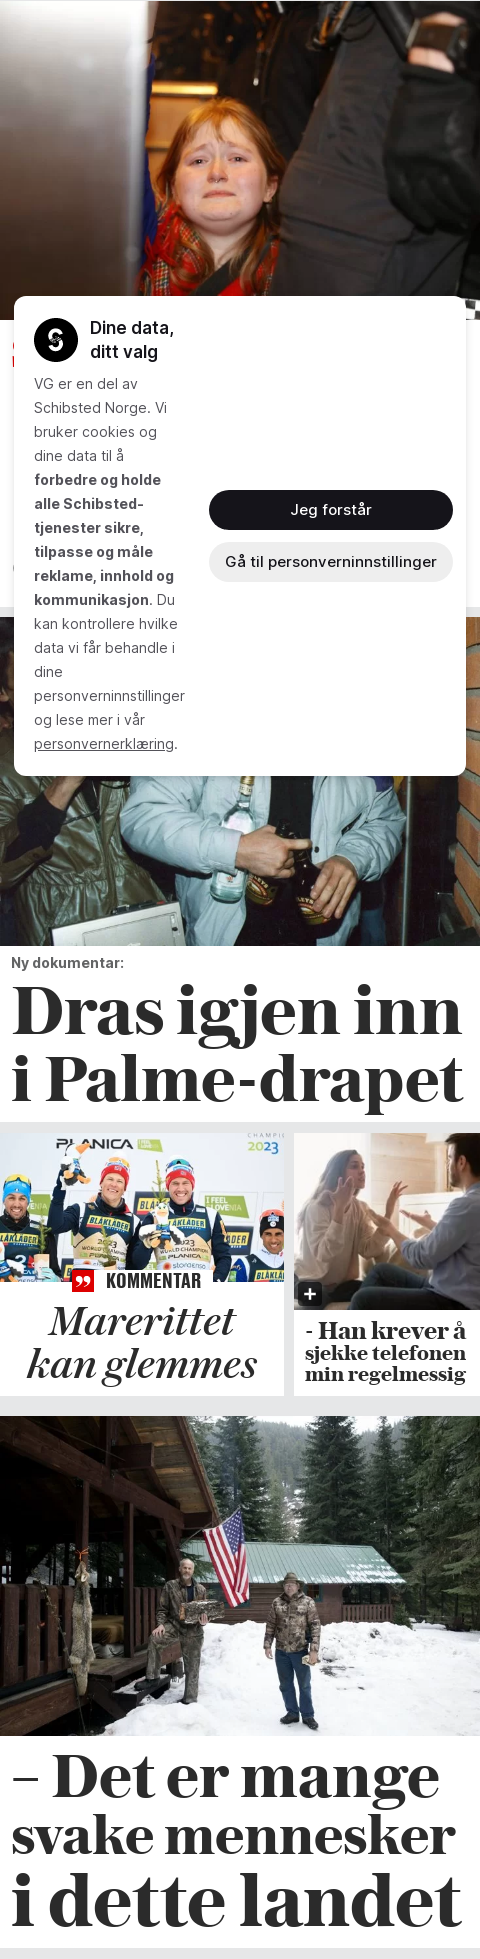 Dine data,
ditt valg
VG er en del av
Schibsted Norge. Vi
bruker cookies og
dine data til å
forbedre og holde
alle Schibsted-
tjenester sikre,
tilpasse og måle
reklame, innhold og
kommunikasjon. Du
kan kontrollere hvilke
data vi får behandle i
dine
personverninnstillinger
og lese mer i vår
personvernerklæring.
Jeg forstår
Gå til personverninnstillinger
Ny dokumentar:
Dras igjen inn
i Palme-drapet
PLANICA
2023
KOMMENTAR
Marerittet
kan glemmes
- Han krever å
sjekke telefonen
min regelmessig
– Det er mange
svake mennesker
i dette landet